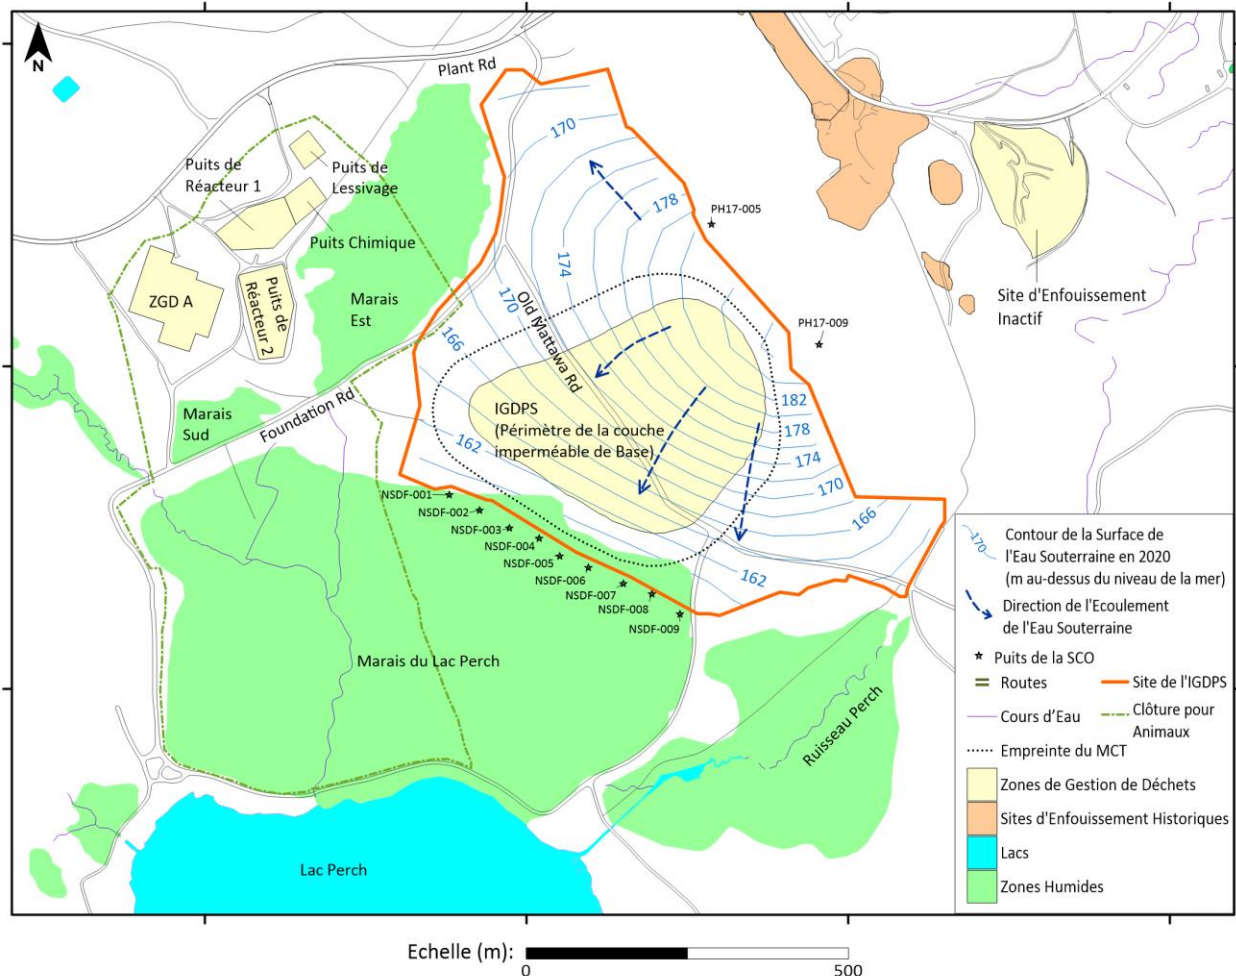 N
Plant Rd
170
Puits de
Réacteur 1
Puits de
Lessivage
178
PH17-005
Puits Chimique
174
ZGD A
Puits de
Réacteur 2
Marais
Est
170
Old Mattawa Rd
Site d'Enfouissement
Inactif
PH17-009
166
182
Marais
Sud
Foundation Rd
IGDPS
(Périmètre de la couche
imperméable de Base)
178
162
174
170
166
NSDF-001
NSDF-002
NSDF-003
NSDF-004
NSDF-005
NSDF-006
NSDF-007
NSDF-008
NSDF-009
162
Marais du Lac Perch
Ruisseau Perch
Lac Perch
170
Contour de la Surface de
l'Eau Souterraine en 2020
(m au-dessus du niveau de la mer)
Direction de l'Ecoulement
de l'Eau Souterraine
Puits de la SCO
Routes
Site de l'IGDPS
Cours d'Eau
Clôture pour
Animaux
Empreinte du MCT
Zones de Gestion de Déchets
Sites d'Enfouissement Historiques
Lacs
Zones Humides
Echelle (m):
0
500